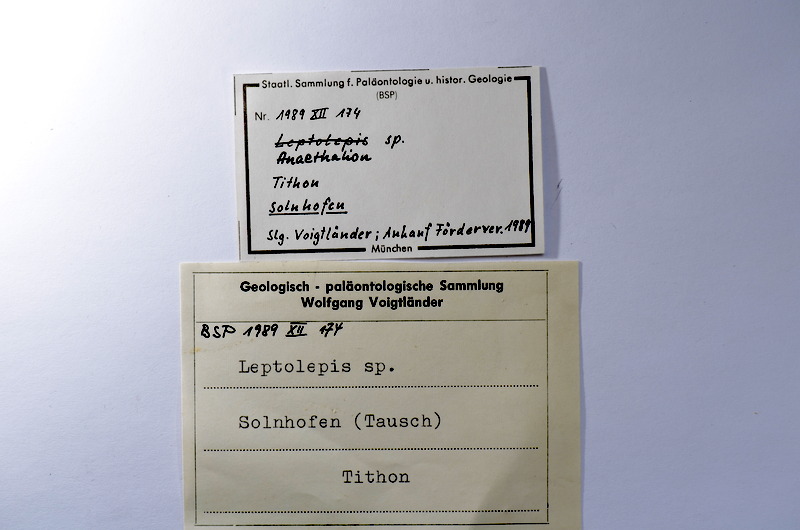 Staatl. Sammlung f. Paläontologie u. histor. Geologie
(BSP)
Nr. 1989 XII 174
Leptolepis sp.
Anaethalion
Tithon
Solnhofen
Slg. Voigtländer; Ankauf Förderver. 1989
München
Geologisch - paläontologische Sammlung
Wolfgang Voigtländer
BSP 1989 XII 174
Leptolepis sp.
Solnhofen (Tausch)
Tithon